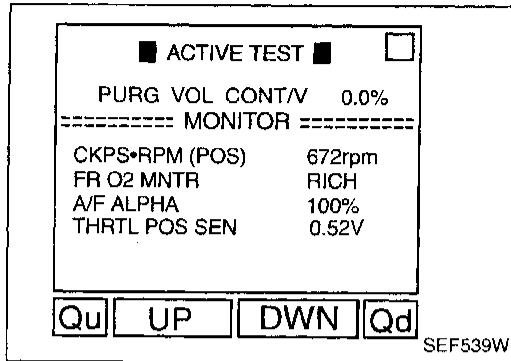 ■ ACTIVE TEST ■ □
PURG VOL CONT/V 0.0%
========== MONITOR ==========
CKPS•RPM (POS) 672rpm
FR O2 MNTR RICH
A/F ALPHA 100%
THRTL POS SEN 0.52V
Qu UP DWN Qd
SEF539W